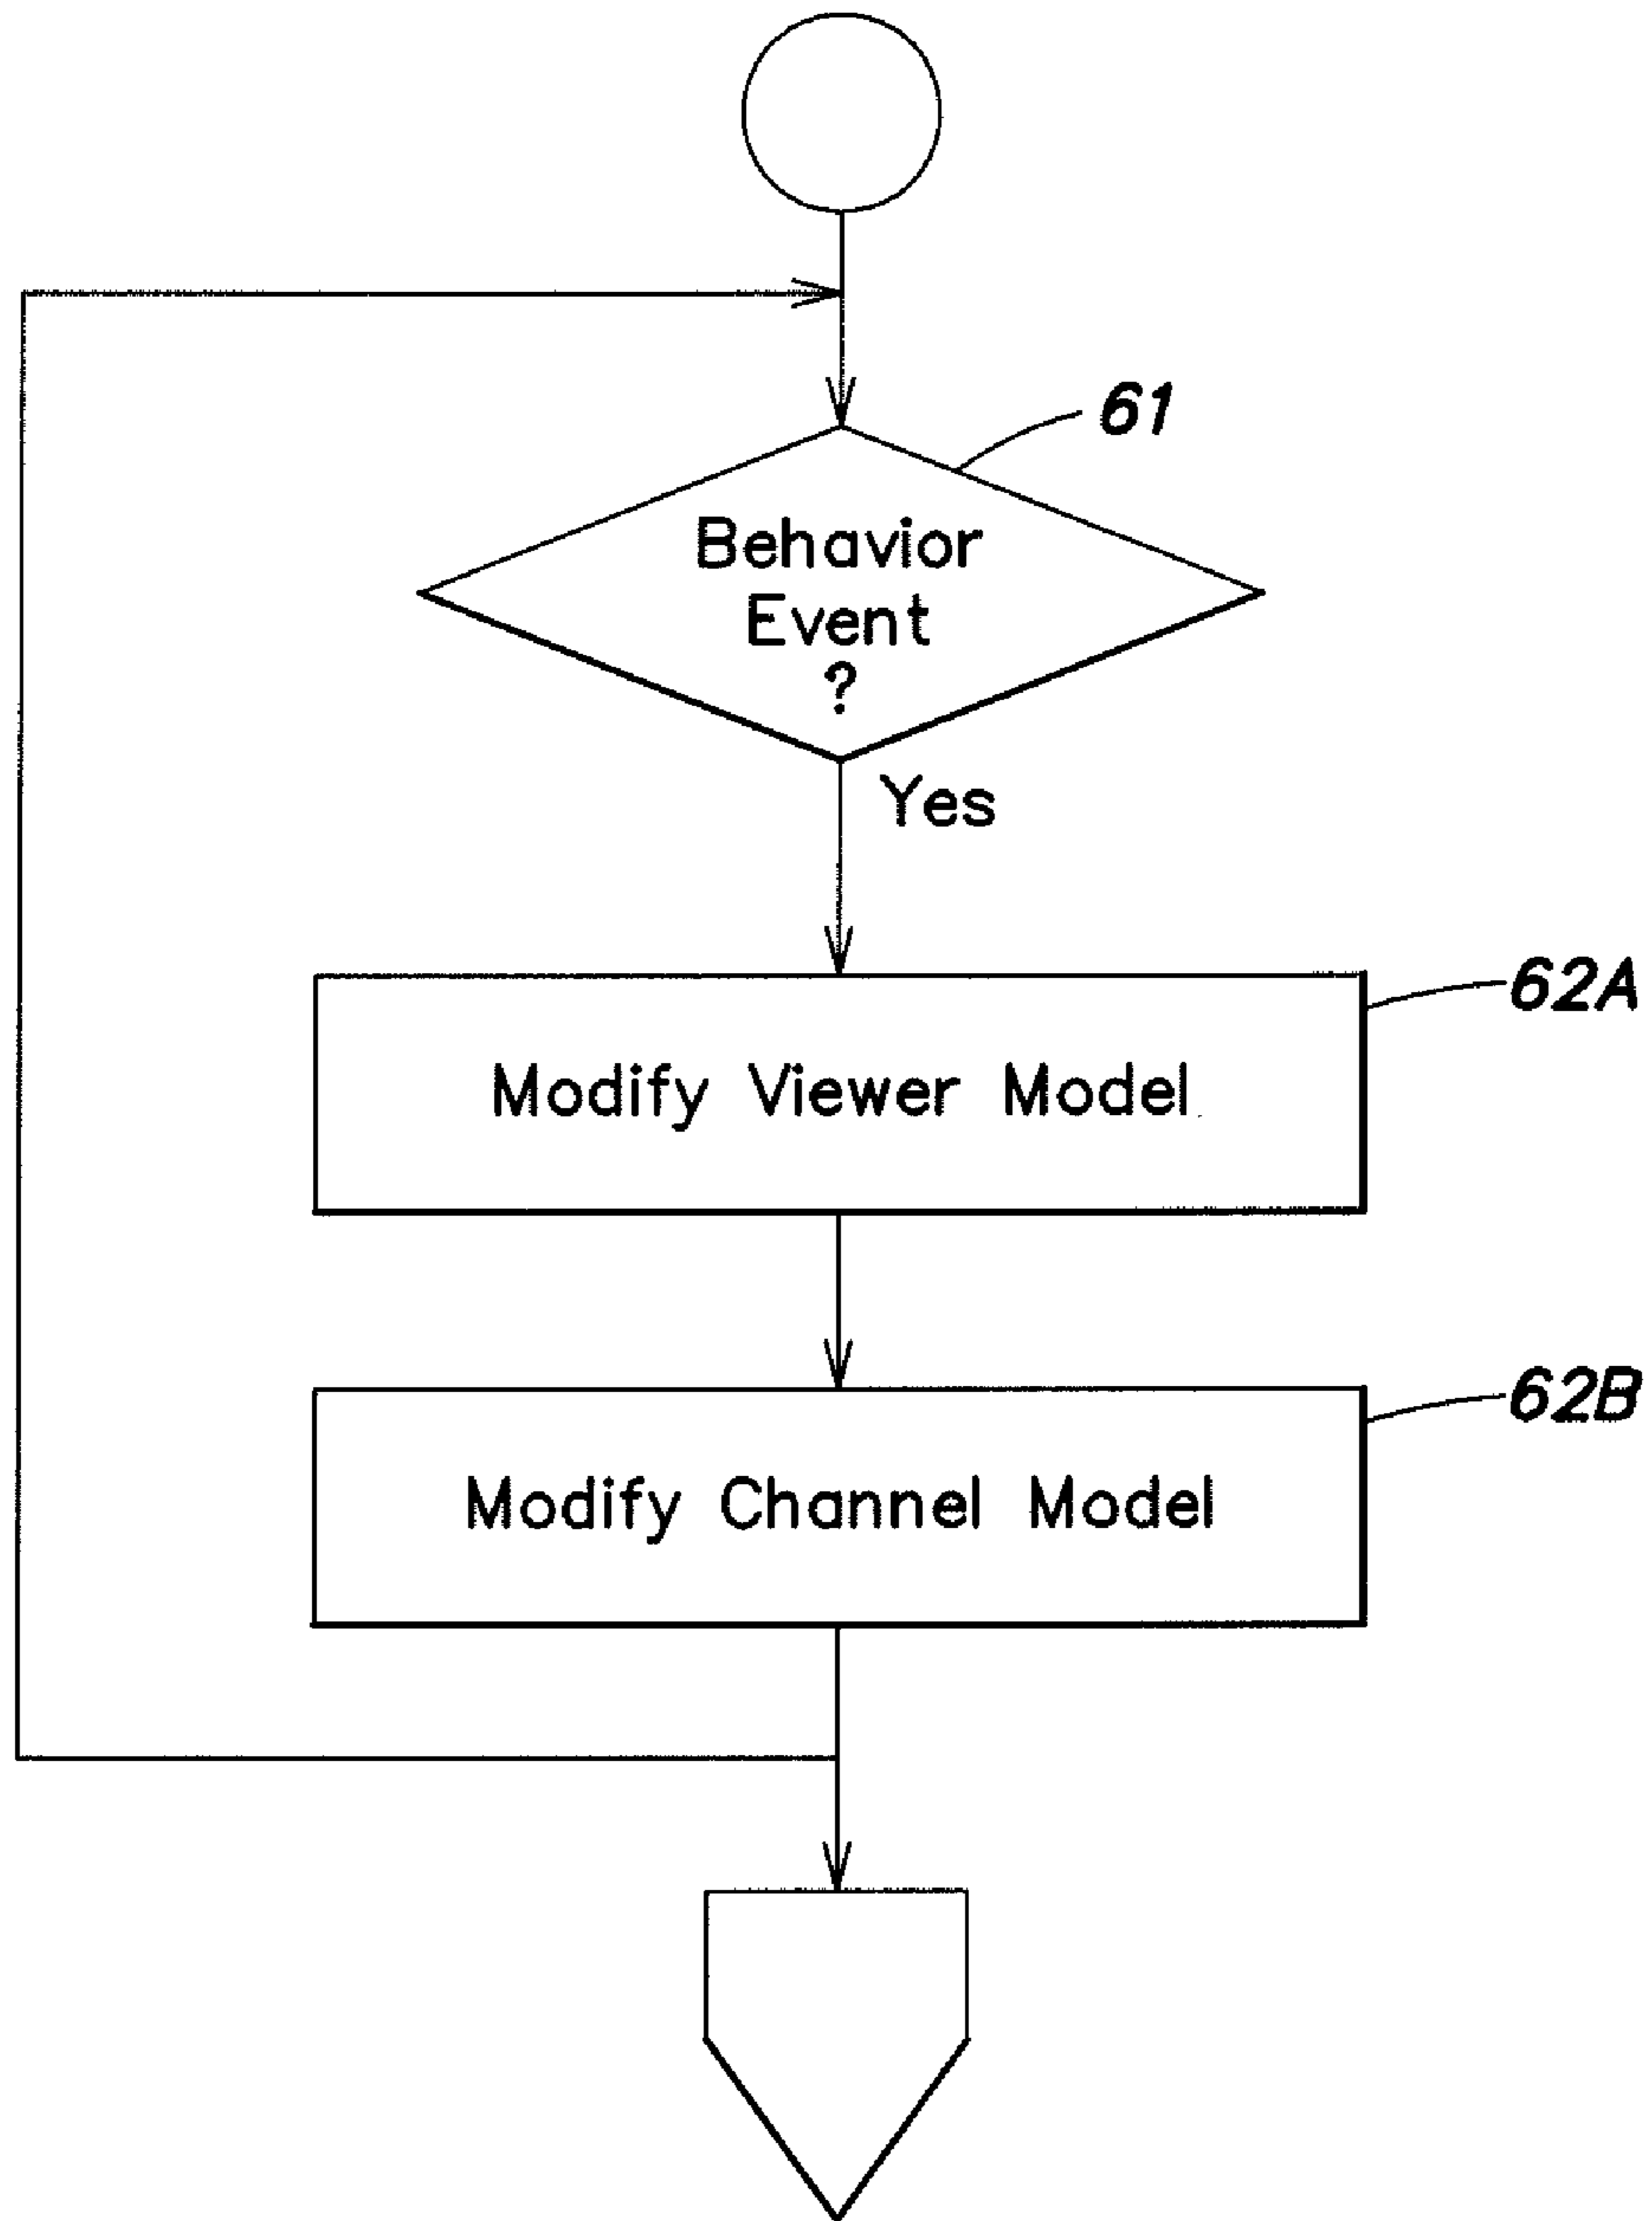 61
Behavior
Event
?
Yes
62A
Modify Viewer Model
62B
Modify Channel Model